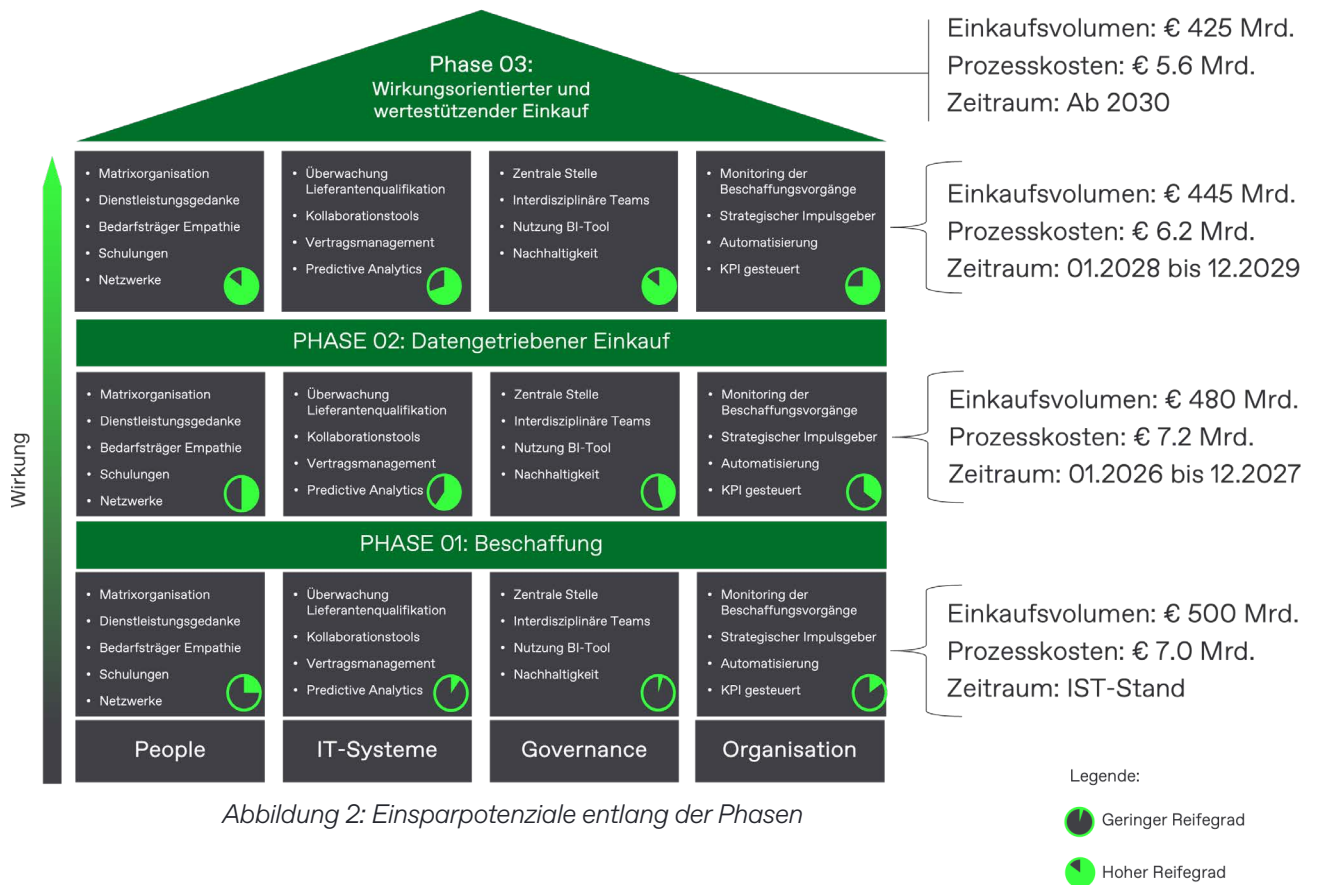 Phase 03:
Wirkungsorientierter und
wertestützender Einkauf
Einkaufsvolumen: € 425 Mrd.
Prozesskosten: € 5.6 Mrd.
Zeitraum: Ab 2030
• Matrixorganisation
• Dienstleistungsgedanke
• Bedarfsträger Empathie
• Schulungen
• Netzwerke
• Überwachung
Lieferantenqualifikation
• Kollaborationstools
• Vertragsmanagement
• Predictive Analytics
• Zentrale Stelle
• Interdisziplinäre Teams
• Nutzung BI-Tool
• Nachhaltigkeit
• Monitoring der
Beschaffungsvorgänge
• Strategischer Impulsgeber
• Automatisierung
• KPI gesteuert
Einkaufsvolumen: € 445 Mrd.
Prozesskosten: € 6.2 Mrd.
Zeitraum: 01.2028 bis 12.2029
PHASE 02: Datengetriebener Einkauf
• Matrixorganisation
• Dienstleistungsgedanke
• Bedarfsträger Empathie
• Schulungen
• Netzwerke
• Überwachung
Lieferantenqualifikation
• Kollaborationstools
• Vertragsmanagement
• Predictive Analytics
• Zentrale Stelle
• Interdisziplinäre Teams
• Nutzung BI-Tool
• Nachhaltigkeit
• Monitoring der
Beschaffungsvorgänge
• Strategischer Impulsgeber
• Automatisierung
• KPI gesteuert
Einkaufsvolumen: € 480 Mrd.
Prozesskosten: € 7.2 Mrd.
Zeitraum: 01.2026 bis 12.2027
Wirkung
PHASE 01: Beschaffung
• Matrixorganisation
• Dienstleistungsgedanke
• Bedarfsträger Empathie
• Schulungen
• Netzwerke
• Überwachung
Lieferantenqualifikation
• Kollaborationstools
• Vertragsmanagement
• Predictive Analytics
• Zentrale Stelle
• Interdisziplinäre Teams
• Nutzung BI-Tool
• Nachhaltigkeit
• Monitoring der
Beschaffungsvorgänge
• Strategischer Impulsgeber
• Automatisierung
• KPI gesteuert
Einkaufsvolumen: € 500 Mrd.
Prozesskosten: € 7.0 Mrd.
Zeitraum: IST-Stand
People
IT-Systeme
Governance
Organisation
Abbildung 2: Einsparpotenziale entlang der Phasen
Legende:
Geringer Reifegrad
Hoher Reifegrad